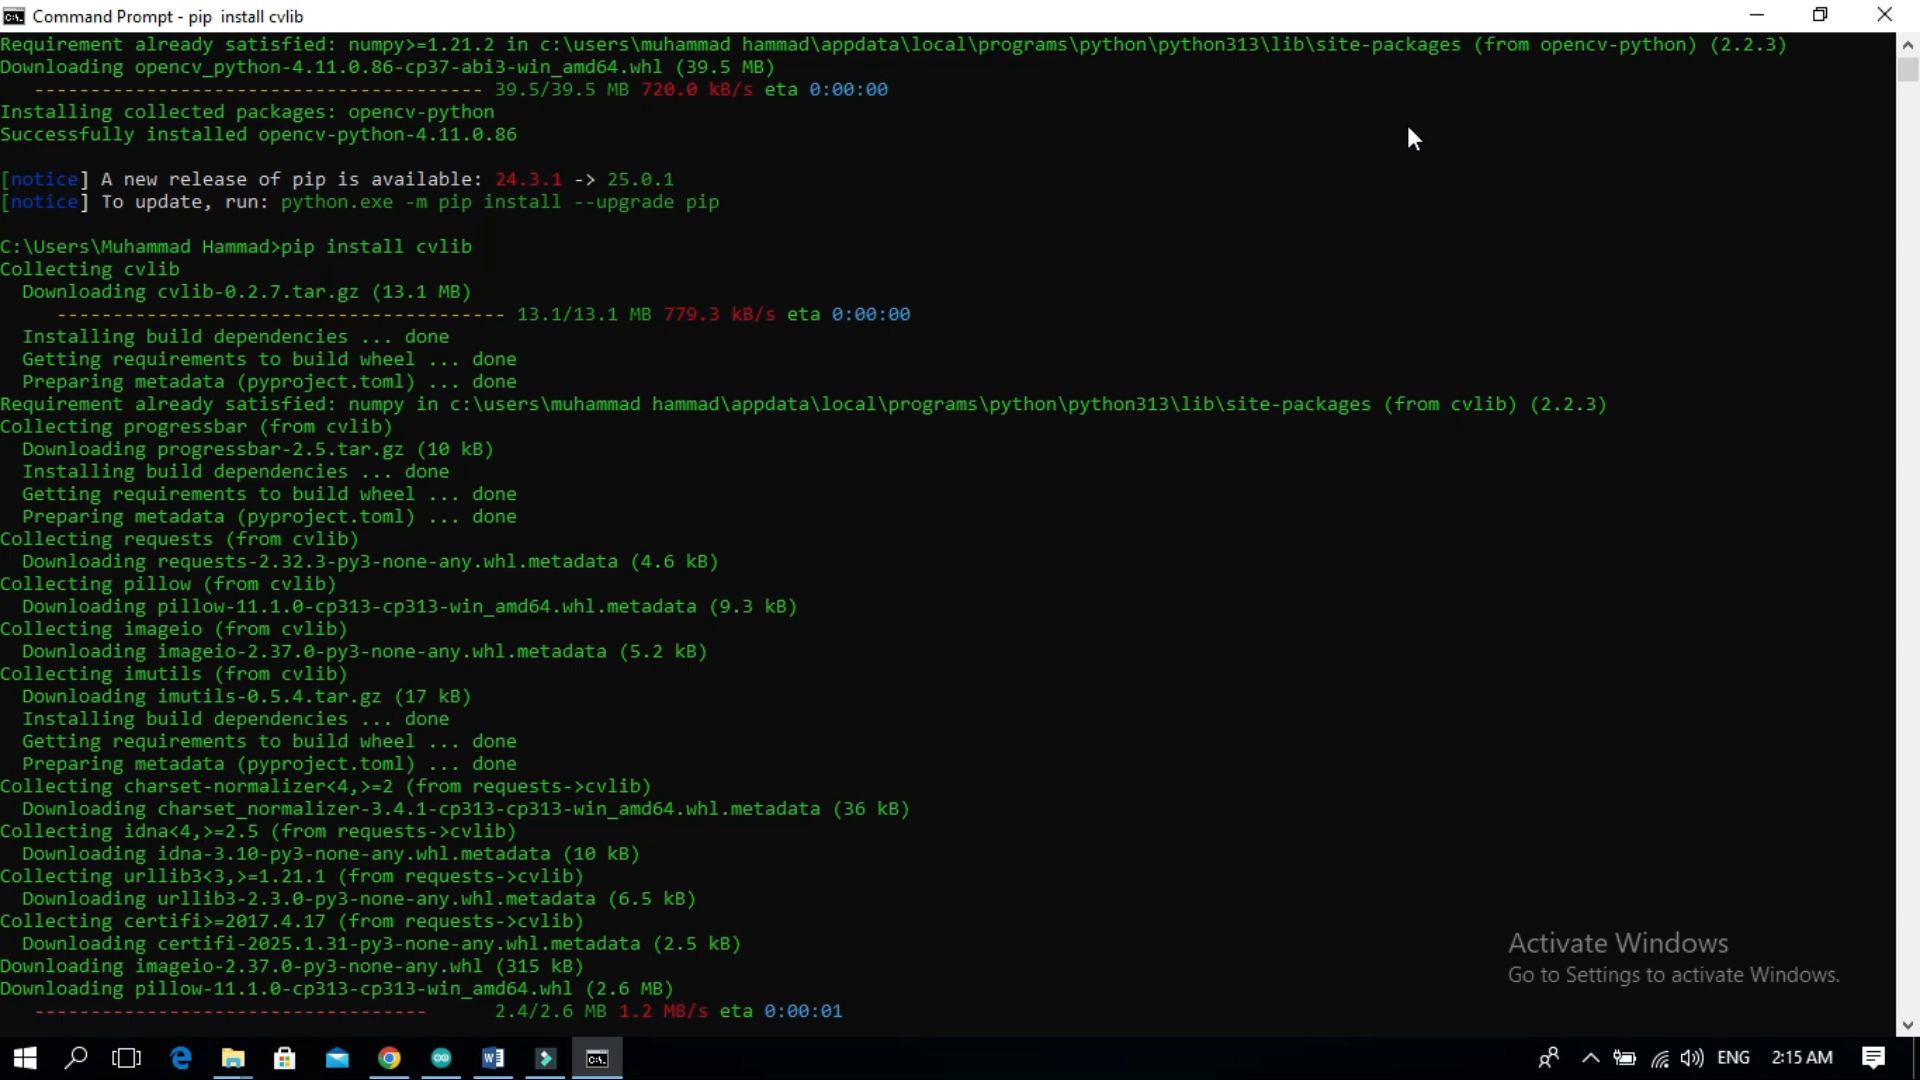 Command Prompt - pip  install cvlib
Requirement already satisfied: numpy>=1.21.2 in c:\users\muhammad hammad\appdata\local\programs\python\python313\lib\site-packages (from opencv-python) (2.2.3)
Downloading opencv_python-4.11.0.86-cp37-abi3-win_amd64.whl (39.5 MB)
---------------------------------------- 39.5/39.5 MB 720.0 kB/s eta 0:00:00
Installing collected packages: opencv-python
Successfully installed opencv-python-4.11.0.86
[notice] A new release of pip is available: 24.3.1 -> 25.0.1
[notice] To update, run: python.exe -m pip install --upgrade pip
C:\Users\Muhammad Hammad>pip install cvlib
Collecting cvlib
Downloading cvlib-0.2.7.tar.gz (13.1 MB)
---------------------------------------- 13.1/13.1 MB 779.3 kB/s eta 0:00:00
Installing build dependencies ... done
Getting requirements to build wheel ... done
Preparing metadata (pyproject.toml) ... done
Requirement already satisfied: numpy in c:\users\muhammad hammad\appdata\local\programs\python\python313\lib\site-packages (from cvlib) (2.2.3)
Collecting progressbar (from cvlib)
Downloading progressbar-2.5.tar.gz (10 kB)
Installing build dependencies ... done
Getting requirements to build wheel ... done
Preparing metadata (pyproject.toml) ... done
Collecting requests (from cvlib)
Downloading requests-2.32.3-py3-none-any.whl.metadata (4.6 kB)
Collecting pillow (from cvlib)
Downloading pillow-11.1.0-cp313-cp313-win_amd64.whl.metadata (9.3 kB)
Collecting imageio (from cvlib)
Downloading imageio-2.37.0-py3-none-any.whl.metadata (5.2 kB)
Collecting imutils (from cvlib)
Downloading imutils-0.5.4.tar.gz (17 kB)
Installing build dependencies ... done
Getting requirements to build wheel ... done
Preparing metadata (pyproject.toml) ... done
Collecting charset-normalizer<4,>=2 (from requests->cvlib)
Downloading charset_normalizer-3.4.1-cp313-cp313-win_amd64.whl.metadata (36 kB)
Collecting idna<4,>=2.5 (from requests->cvlib)
Downloading idna-3.10-py3-none-any.whl.metadata (10 kB)
Collecting urllib3<3,>=1.21.1 (from requests->cvlib)
Downloading urllib3-2.3.0-py3-none-any.whl.metadata (6.5 kB)
Collecting certifi>=2017.4.17 (from requests->cvlib)
Downloading certifi-2025.1.31-py3-none-any.whl.metadata (2.5 kB)
Downloading imageio-2.37.0-py3-none-any.whl (315 kB)
Downloading pillow-11.1.0-cp313-cp313-win_amd64.whl (2.6 MB)
----------------------------------- 2.4/2.6 MB 1.2 MB/s eta 0:00:01
Activate Windows
Go to Settings to activate Windows.
ENG 2:15 AM